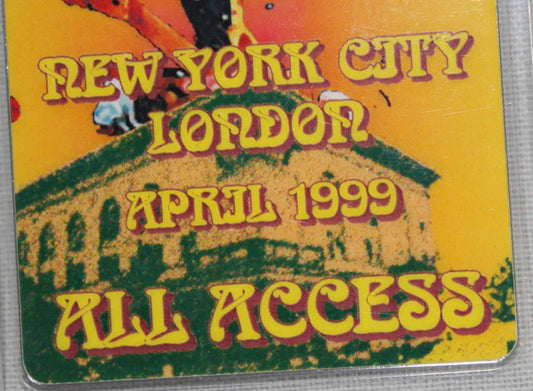 NEW YORK CITY
LONDON
APRIL 1999
ALL ACCESS